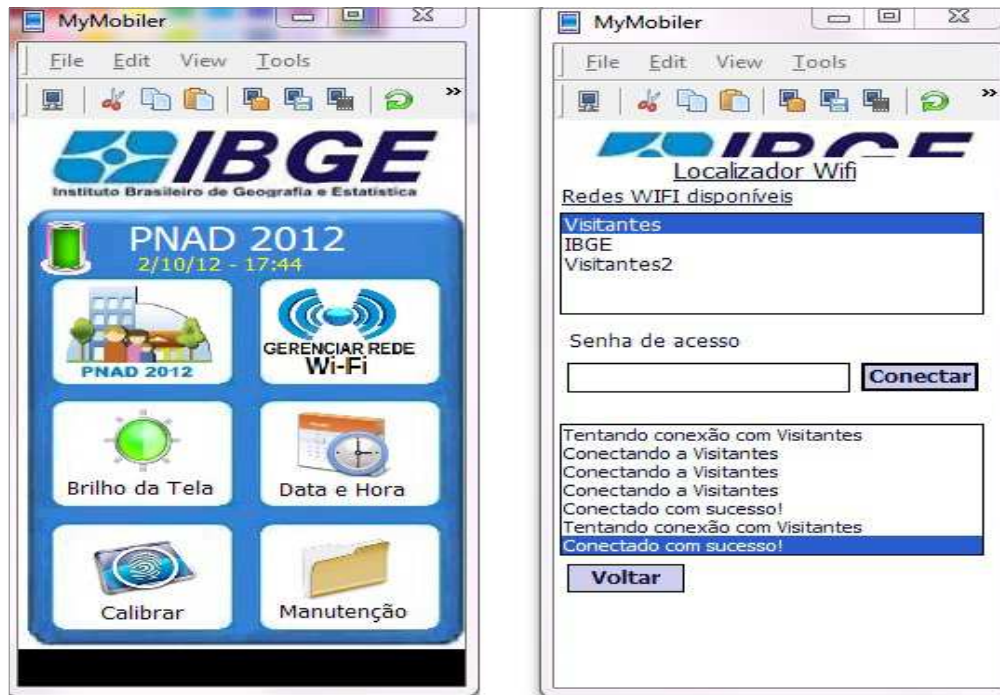 MyMobiler
File Edit View Tools
»
IBGE
Instituto Brasileiro de Geografia e Estatística
PNAD 2012
2/10/12 - 17:44
PNAD 2012
GERENCIAR REDE
Wi-Fi
Brilho da Tela
Data e Hora
Calibrar
Manutenção
MyMobiler
File Edit View Tools
»
IBGE
Localizador Wifi
Redes WIFI disponíveis
Visitantes
IBGE
Visitantes2
Senha de acesso
Conectar
Tentando conexão com Visitantes
Conectando a Visitantes
Conectando a Visitantes
Conectando a Visitantes
Conectado com sucesso!
Tentando conexão com Visitantes
Conectado com sucesso!
Voltar